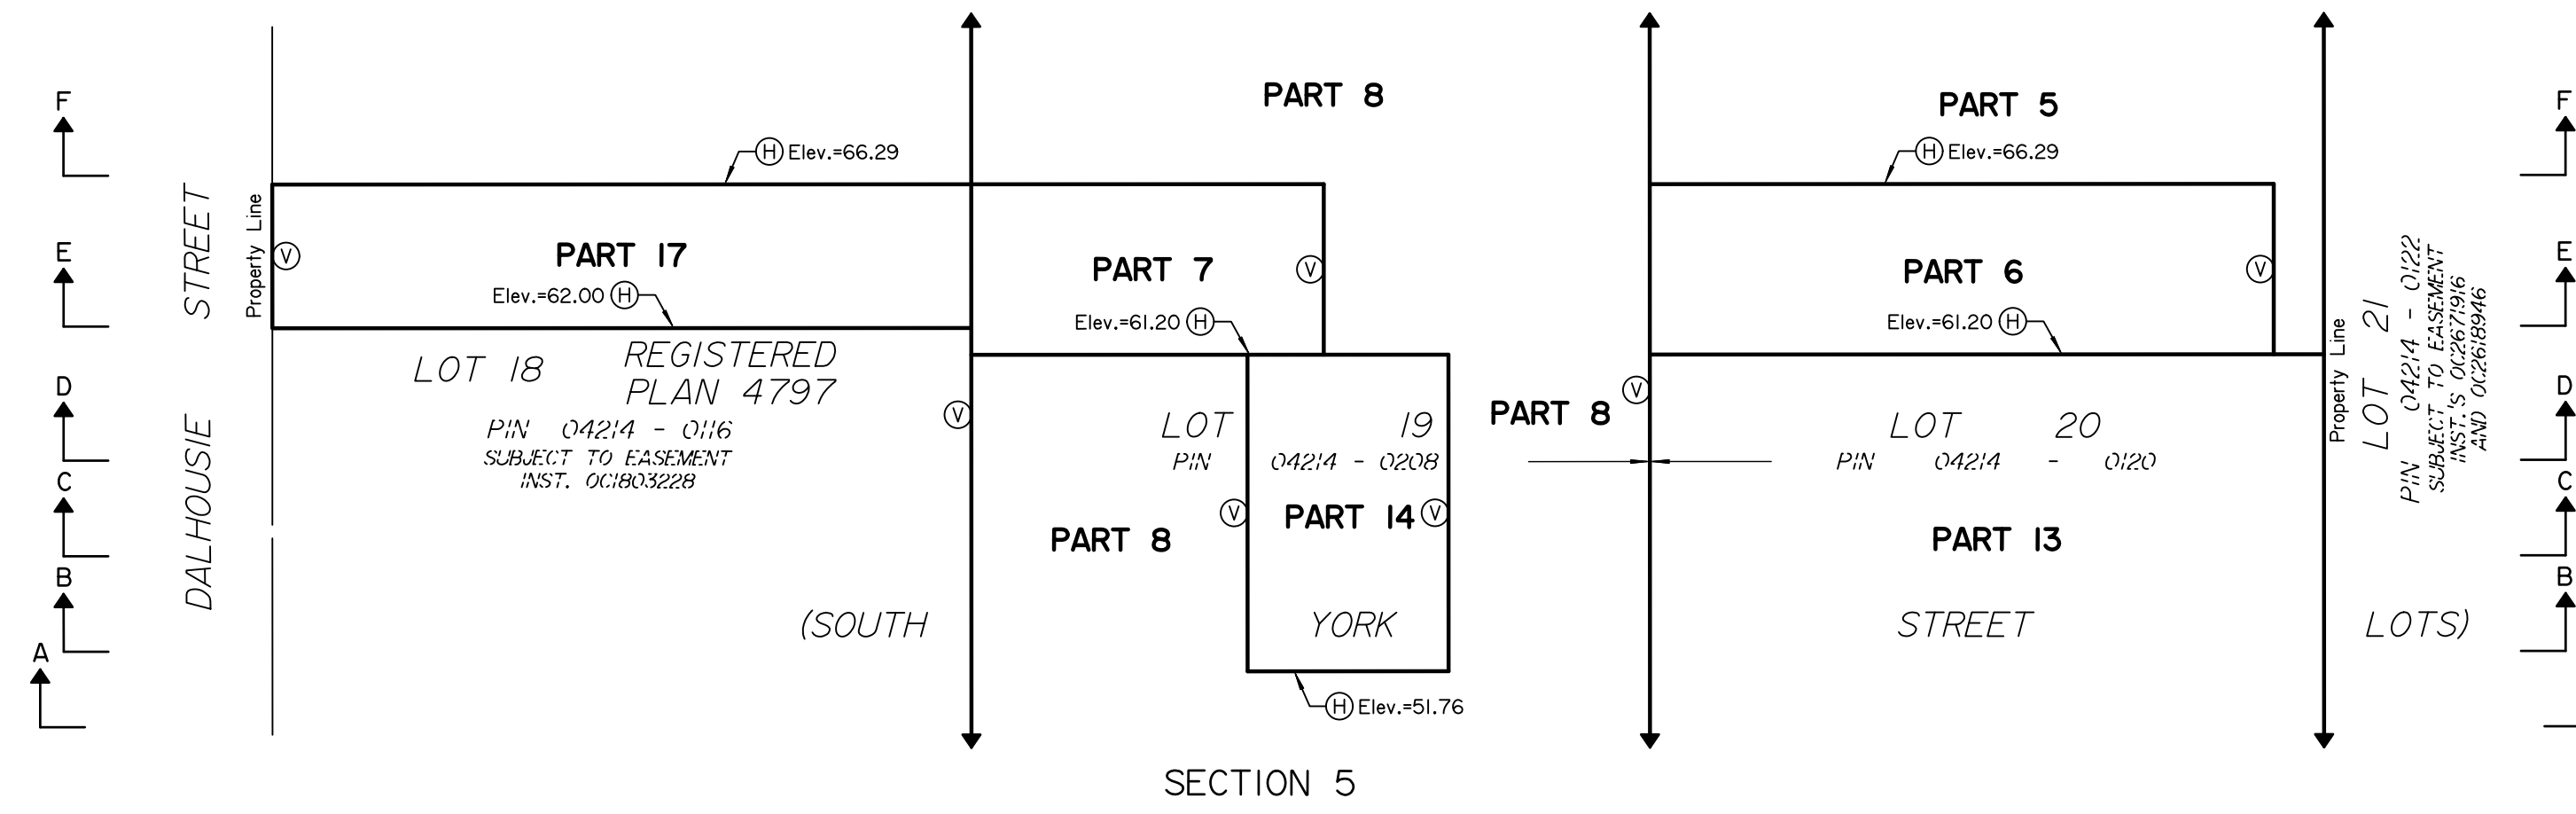 PART 8
PART 5
F
F
Ⓗ Elev.=66.29
Ⓗ Elev.=66.29
STREET
Property Line
E
E
Ⓥ
PART 17
PART 7
Ⓥ
PART 6
Ⓥ
Elev.=62.00 Ⓗ
Elev.=61.20 Ⓗ
Elev.=61.20 Ⓗ
LOT 18
REGISTERED
PLAN 4797
PIN 04214 - 0116
SUBJECT TO EASEMENT
INST. OC1803228
D
D
DALHOUSIE
Ⓥ
LOT 19
PIN 04214 - 0208
PART 8
Ⓥ
LOT 20
PIN 04214 - 0120
Property Line
LOT 21
PIN 04214 - 0122
SUBJECT TO EASEMENT
INST.'S OC2671916
AND OC2618946
C
C
PART 8
Ⓥ
PART 14
Ⓥ
PART 13
B
B
(SOUTH YORK STREET LOTS)
A
Ⓗ Elev.=51.76
SECTION 5